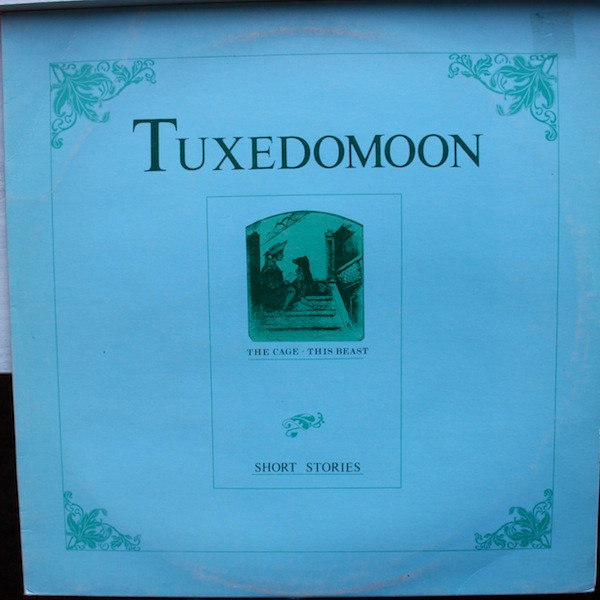 TUXEDOMOON
THE CAGE · THIS BEAST
SHORT STORIES